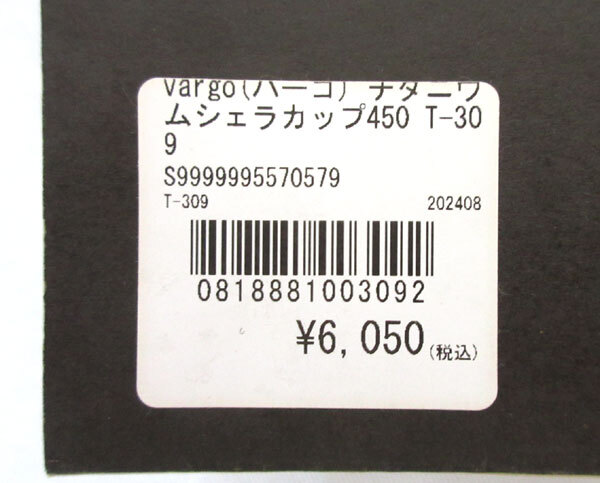 vargo(バーゴ) チタニウ
ムシェラカップ450 T-30
9
S9999995570579
T-309 202408
0818881003092
¥6,050(税込)